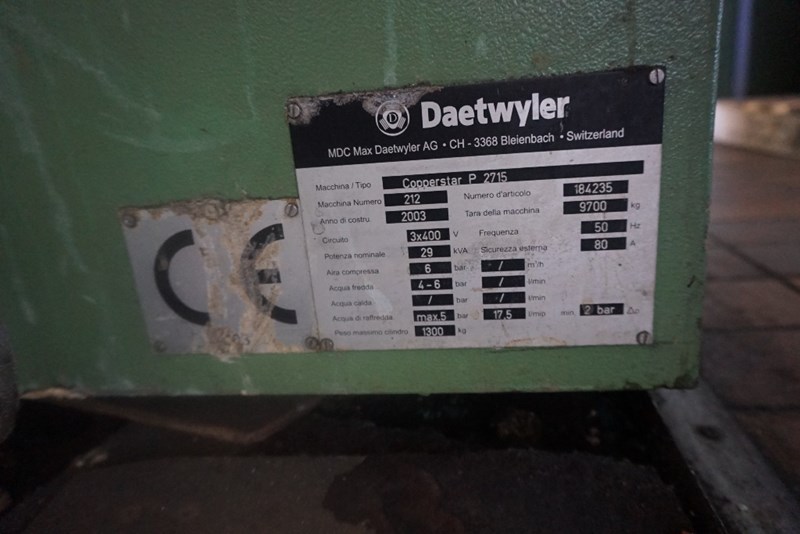 Daetwyler
MDC Max Daetwyler AG • CH - 3368 Bleienbach • Switzerland
Macchina / Tipo Copperstar P 2715
Macchina Numero 212 Numero d'articolo 184235
Anno di costru 2003 Tara della macchina 9700 kg
Circuito 3x400 V Frequenza 50 Hz
Potenza nominale 29 kVA Sicurezza esterna 80 A
Aira compressa 6 bar / m³/h
Acqua fredda 4-6 bar / l/min
Acqua calda / bar / l/min
Acqua di raffredda. max.5 bar 17.5 l/min min. 2 bar
Peso massemo cilindro 1300 kg
CE